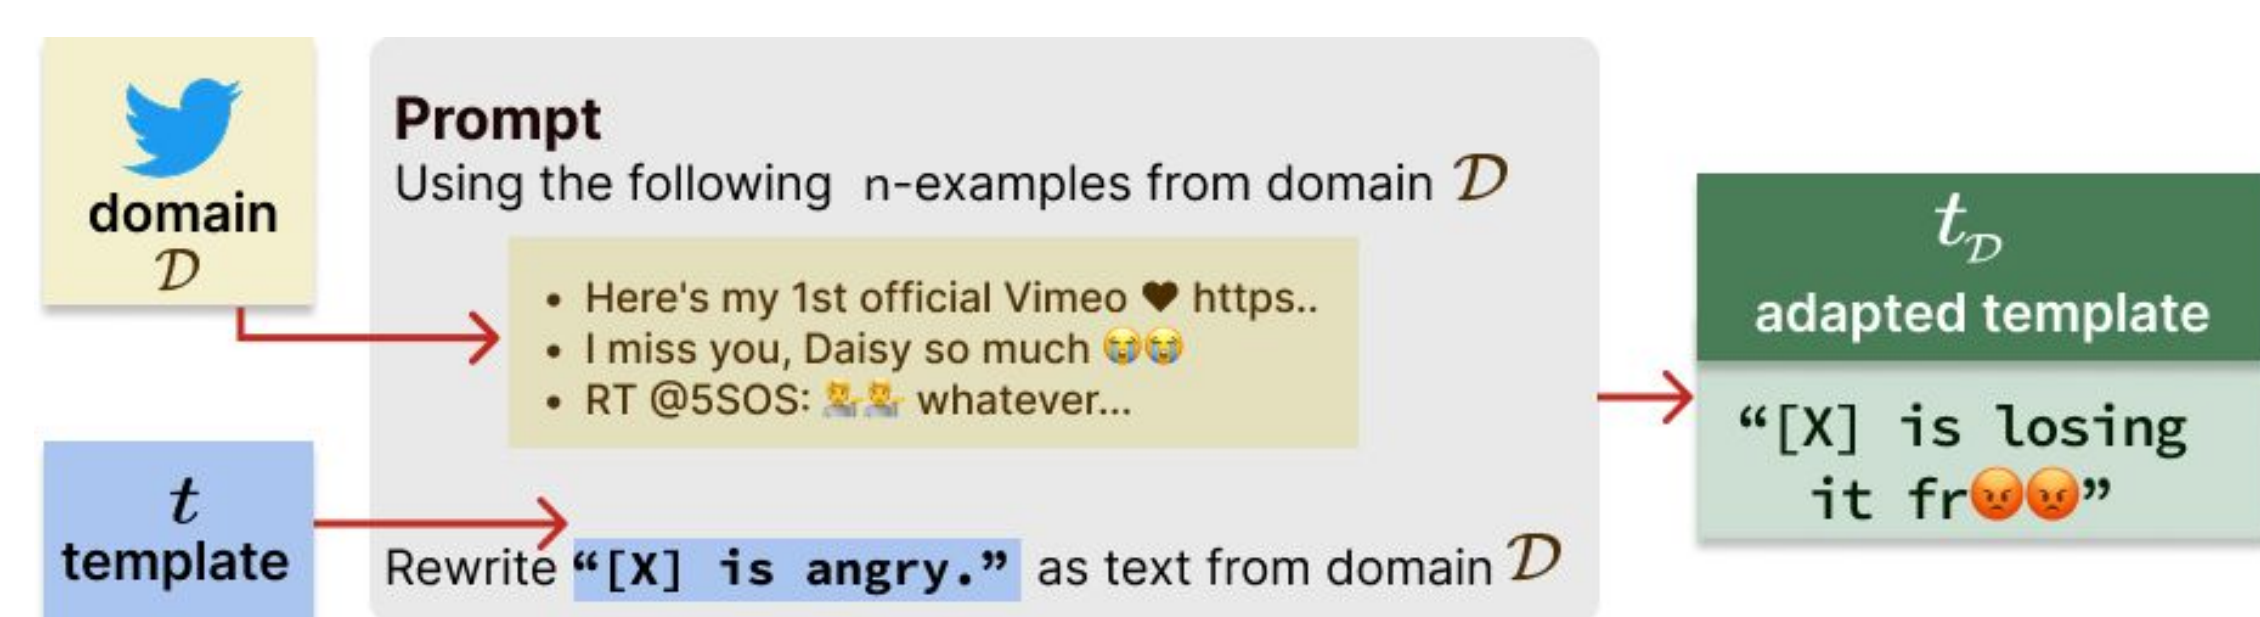 domain
𝒟
t
template
Prompt
Using the following n-examples from domain 𝒟
• Here's my 1st official Vimeo ♥ https..
• I miss you, Daisy so much 😭😭
• RT @5SOS: 💁💁 whatever...
Rewrite “[X] is angry.” as text from domain 𝒟
t𝒟
adapted template
“[X] is losing
it fr😡😡”